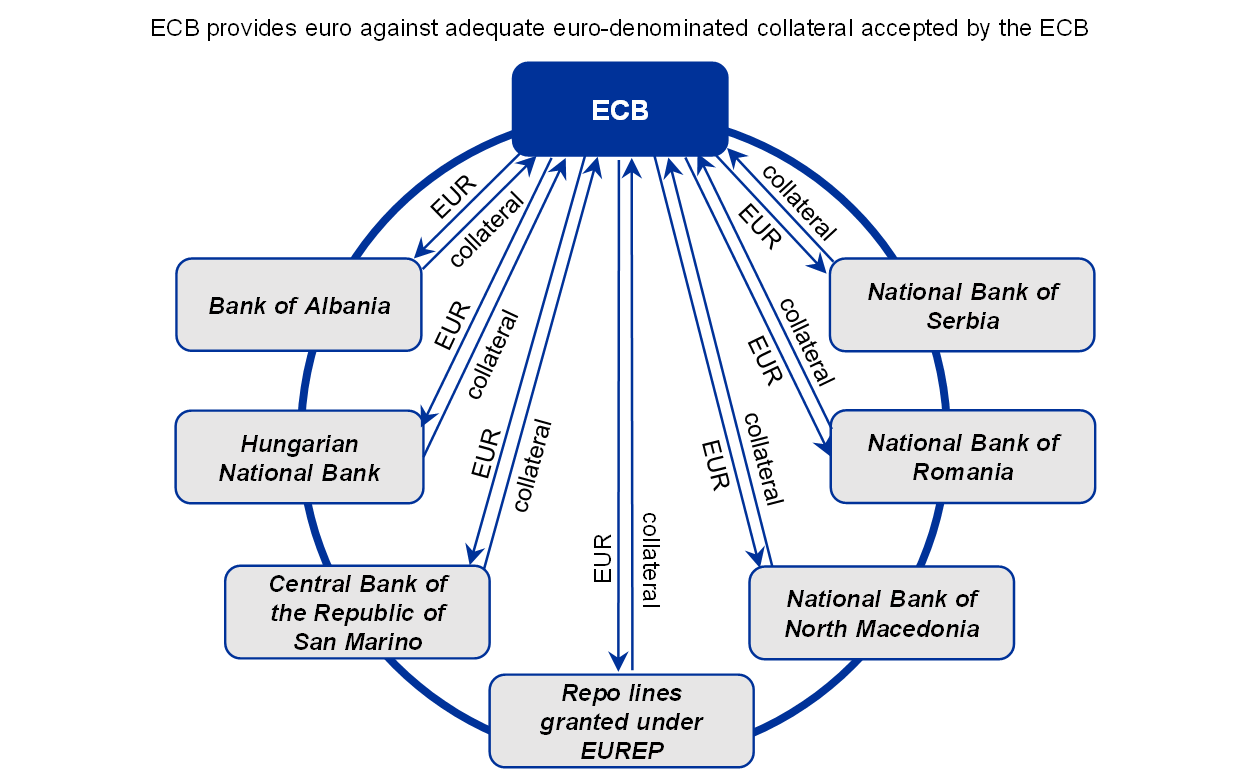 ECB provides euro against adequate euro-denominated collateral accepted by the ECB
ECB
EUR
collateral
collateral
EUR
Bank of Albania
National Bank of
Serbia
EUR
collateral
collateral
EUR
Hungarian
National Bank
National Bank of
Romania
EUR
collateral
collateral
EUR
EUR
collateral
Central Bank of
the Republic of
San Marino
National Bank of
North Macedonia
Repo lines
granted under
EUREP